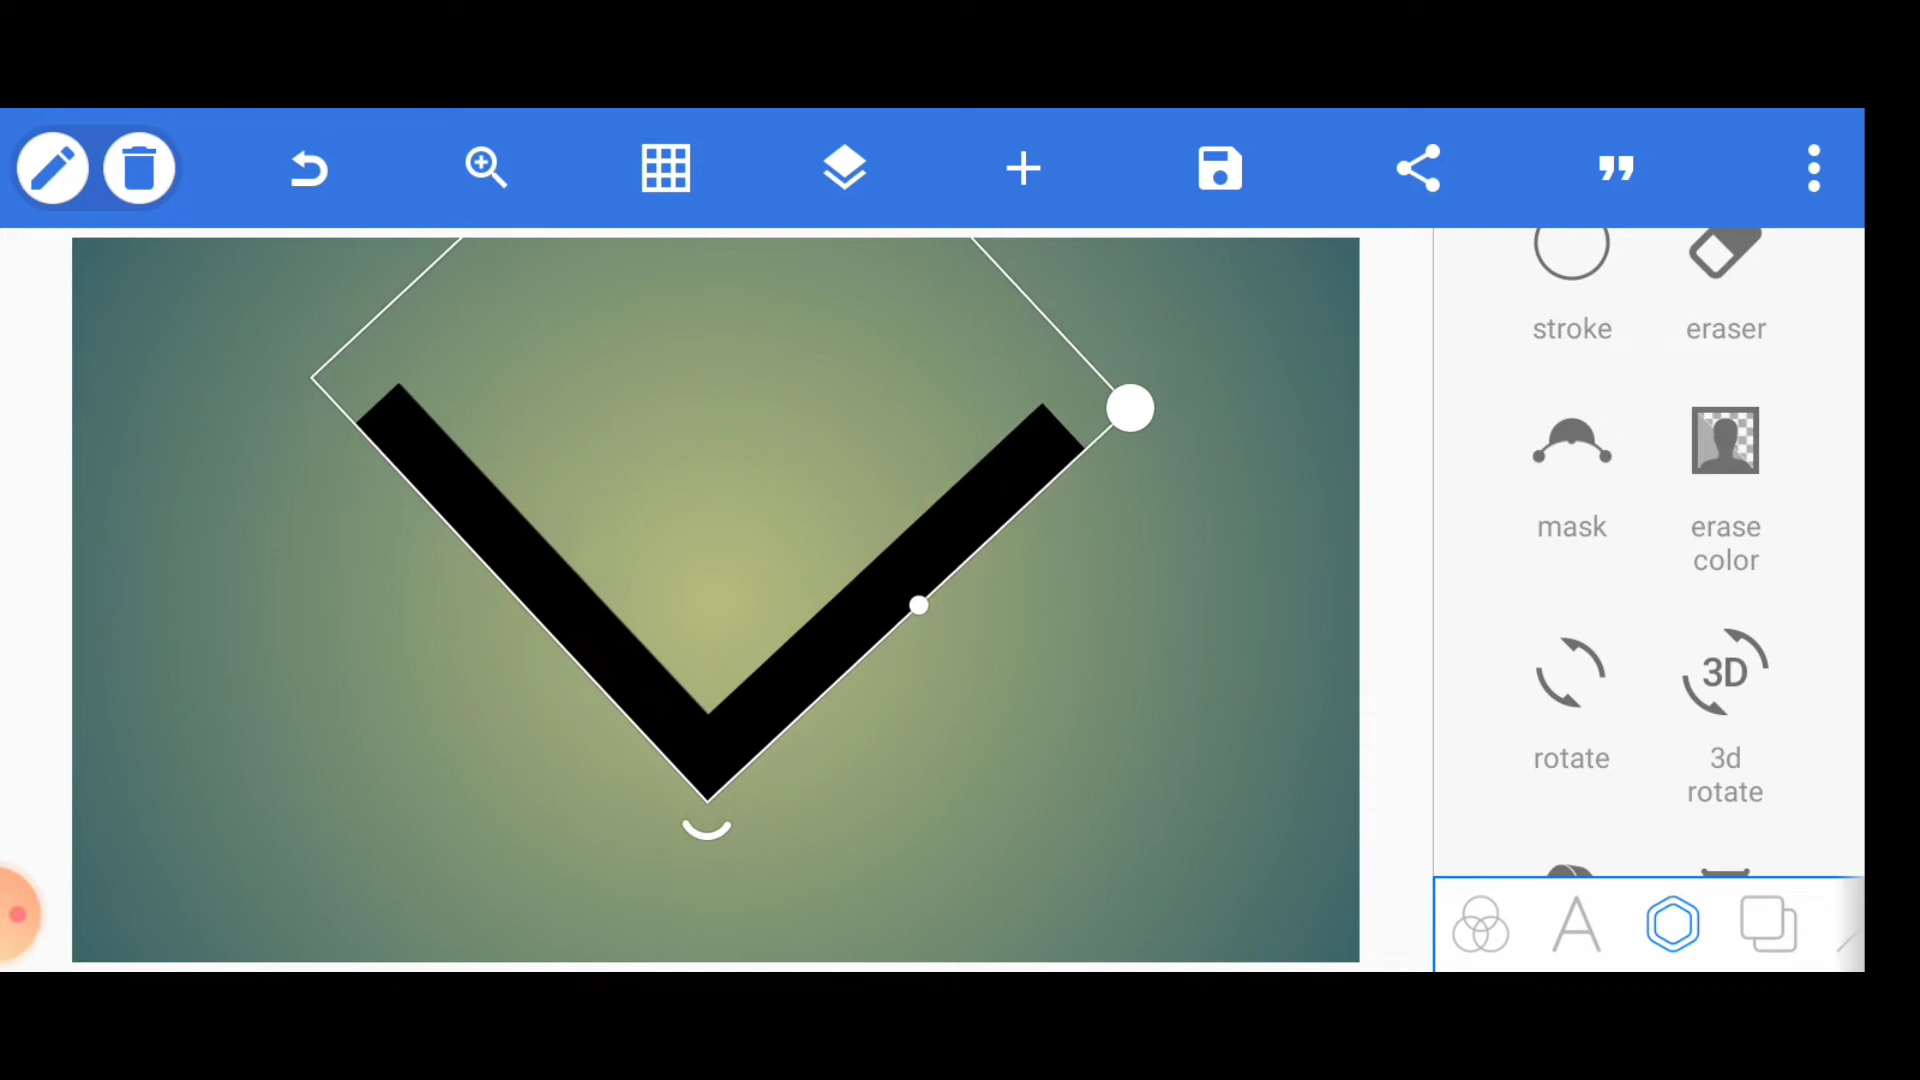 stroke
eraser
mask
erase
color
3D
rotate
3d
rotate